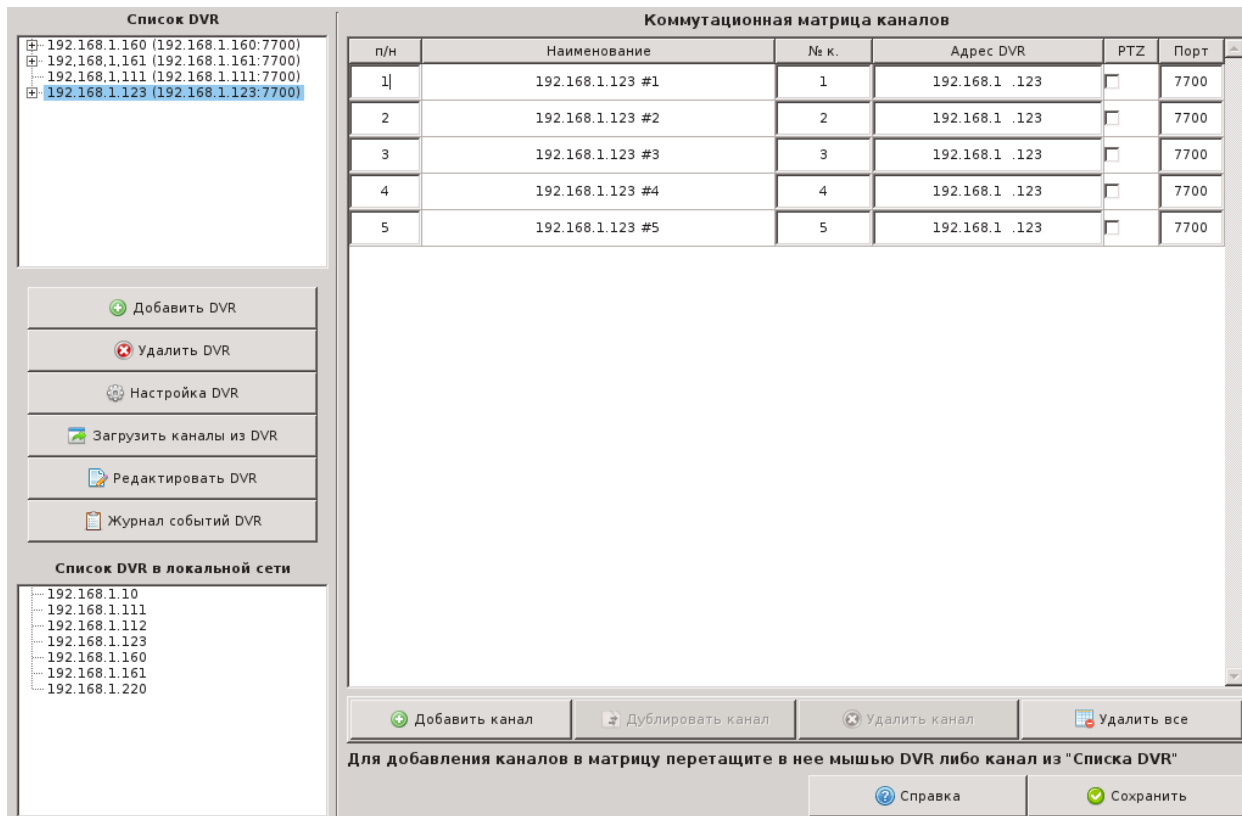 Список DVR
192.168.1.160 (192.168.1.160:7700)
192,168,1,161 (192.168.1.161:7700)
192,168,1,111 (192.168.1.111:7700)
192.168.1.123 (192.168.1.123:7700)
Добавить DVR
Удалить DVR
Настройка DVR
Загрузить каналы из DVR
Редактировать DVR
Журнал событий DVR
Список DVR в локальной сети
192.168.1.10
192.168.1.111
192.168.1.112
192.168.1.123
192.168.1.160
192.168.1.161
192.168.1.220
Коммутационная матрица каналов
п/н Наименование № к. Адрес DVR PTZ Порт
1 192.168.1.123 #1 1 192.168.1 .123 7700
2 192.168.1.123 #2 2 192.168.1 .123 7700
3 192.168.1.123 #3 3 192.168.1 .123 7700
4 192.168.1.123 #4 4 192.168.1 .123 7700
5 192.168.1.123 #5 5 192.168.1 .123 7700
Добавить канал Дублировать канал Удалить канал Удалить все
Для добавления каналов в матрицу перетащите в нее мышью DVR либо канал из "Списка DVR"
Справка Сохранить